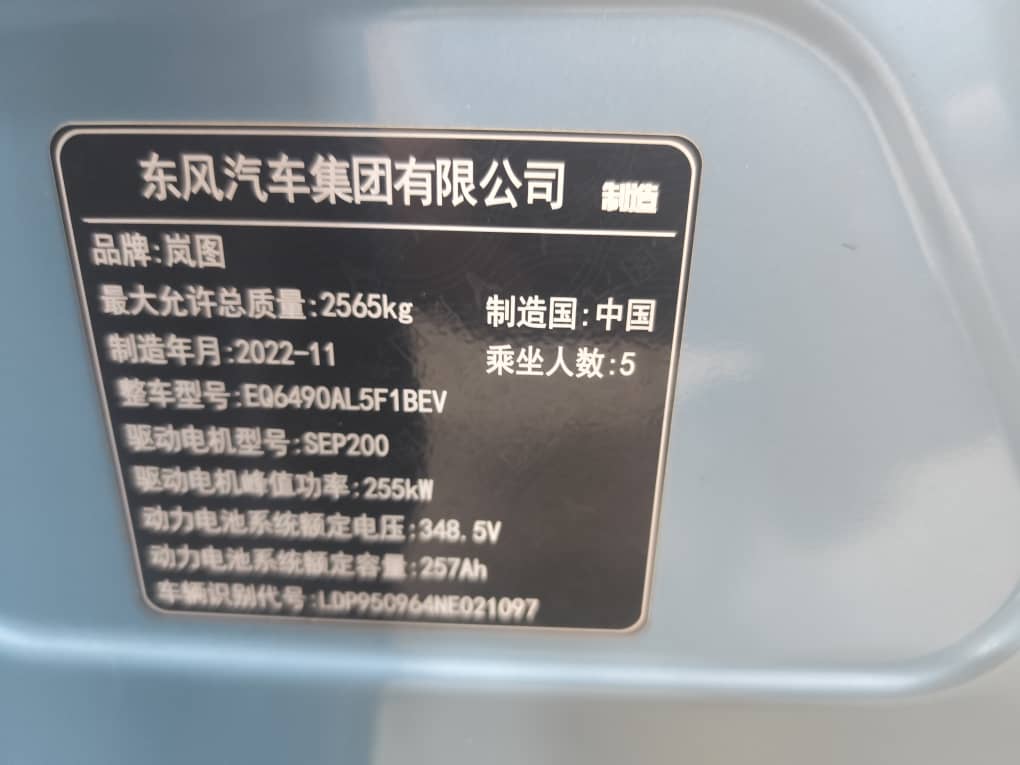 东风汽车集团有限公司 制造
品牌:岚图
最大允许总质量:2565kg 制造国:中国
制造年月:2022-11 乘坐人数:5
整车型号:EQ6490AL5F1BEV
驱动电机型号:SEP200
驱动电机峰值功率:255kW
动力电池系统额定电压:348.5V
动力电池系统额定容量:257Ah
车辆识别代号:LDP95C964NE021097